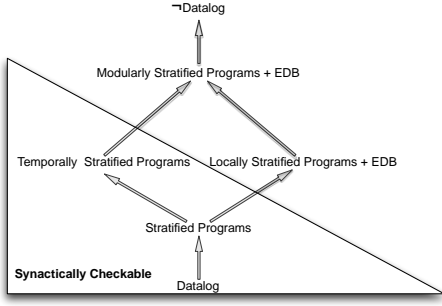 ¬Datalog
Modularly Stratified Programs + EDB
Temporally Stratified Programs
Locally Stratified Programs + EDB
Stratified Programs
Synactically Checkable
Datalog